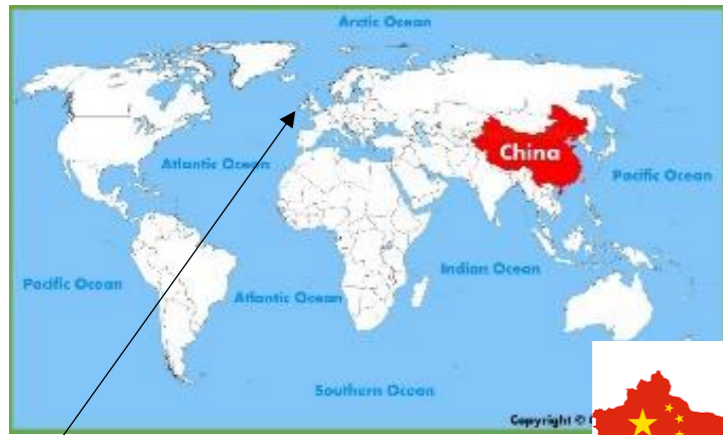 Arctic Ocean
China
Atlantic Ocean
Pacific Ocean
Indian Ocean
Pacific Ocean
Atlantic Ocean
Southern Ocean
Copyright ©